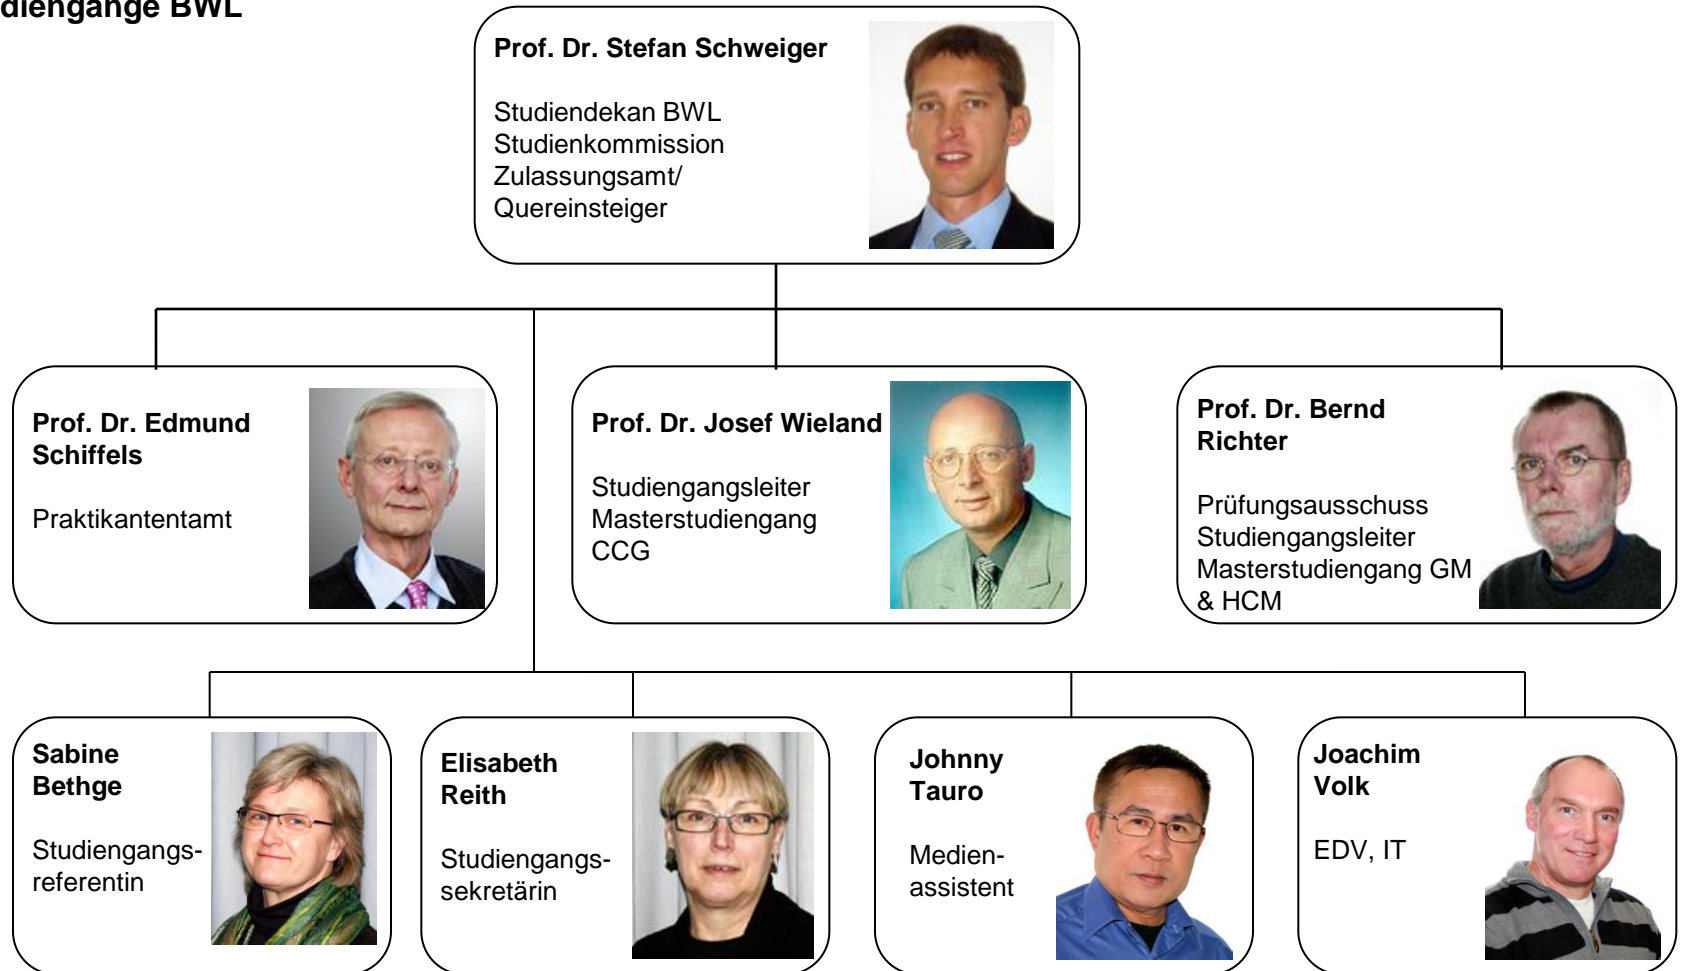 diengänge BWL
Prof. Dr. Stefan Schweiger
Studiendekan BWL
Studienkommission
Zulassungsamt/
Quereinsteiger
Prof. Dr. Edmund
Schiffels
Praktikantentamt
Prof. Dr. Josef Wieland
Studiengangsleiter
Masterstudiengang
CCG
Prof. Dr. Bernd
Richter
Prüfungsausschuss
Studiengangsleiter
Masterstudiengang GM
& HCM
Sabine
Bethge
Studiengangs-
referentin
Elisabeth
Reith
Studiengangs-
sekretärin
Johnny
Tauro
Medien-
assistent
Joachim
Volk
EDV, IT